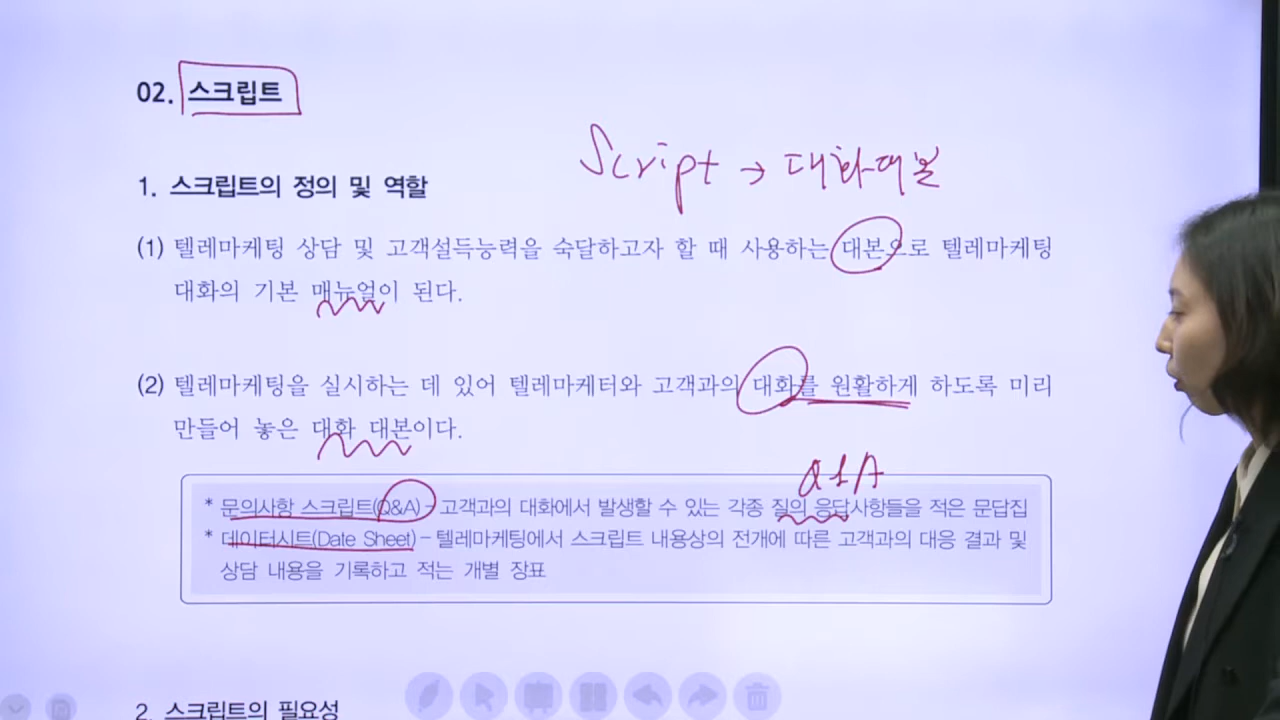 02. 스크립트
Script → 대화대본
1. 스크립트의 정의 및 역할
(1) 텔레마케팅 상담 및 고객설득능력을 숙달하고자 할 때 사용하는 대본으로 텔레마케팅
대화의 기본 매뉴얼이 된다.
(2) 텔레마케팅을 실시하는 데 있어 텔레마케터와 고객과의 대화를 원활하게 하도록 미리
만들어 놓은 대화 대본이다.
Q&A
* 문의사항 스크립트(Q&A) – 고객과의 대화에서 발생할 수 있는 각종 질의 응답사항들을 적은 문답집
* 데이터시트(Date Sheet) – 텔레마케팅에서 스크립트 내용상의 전개에 따른 고객과의 대응 결과 및
상담 내용을 기록하고 적는 개별 장표
2. 스크립트의 필요성